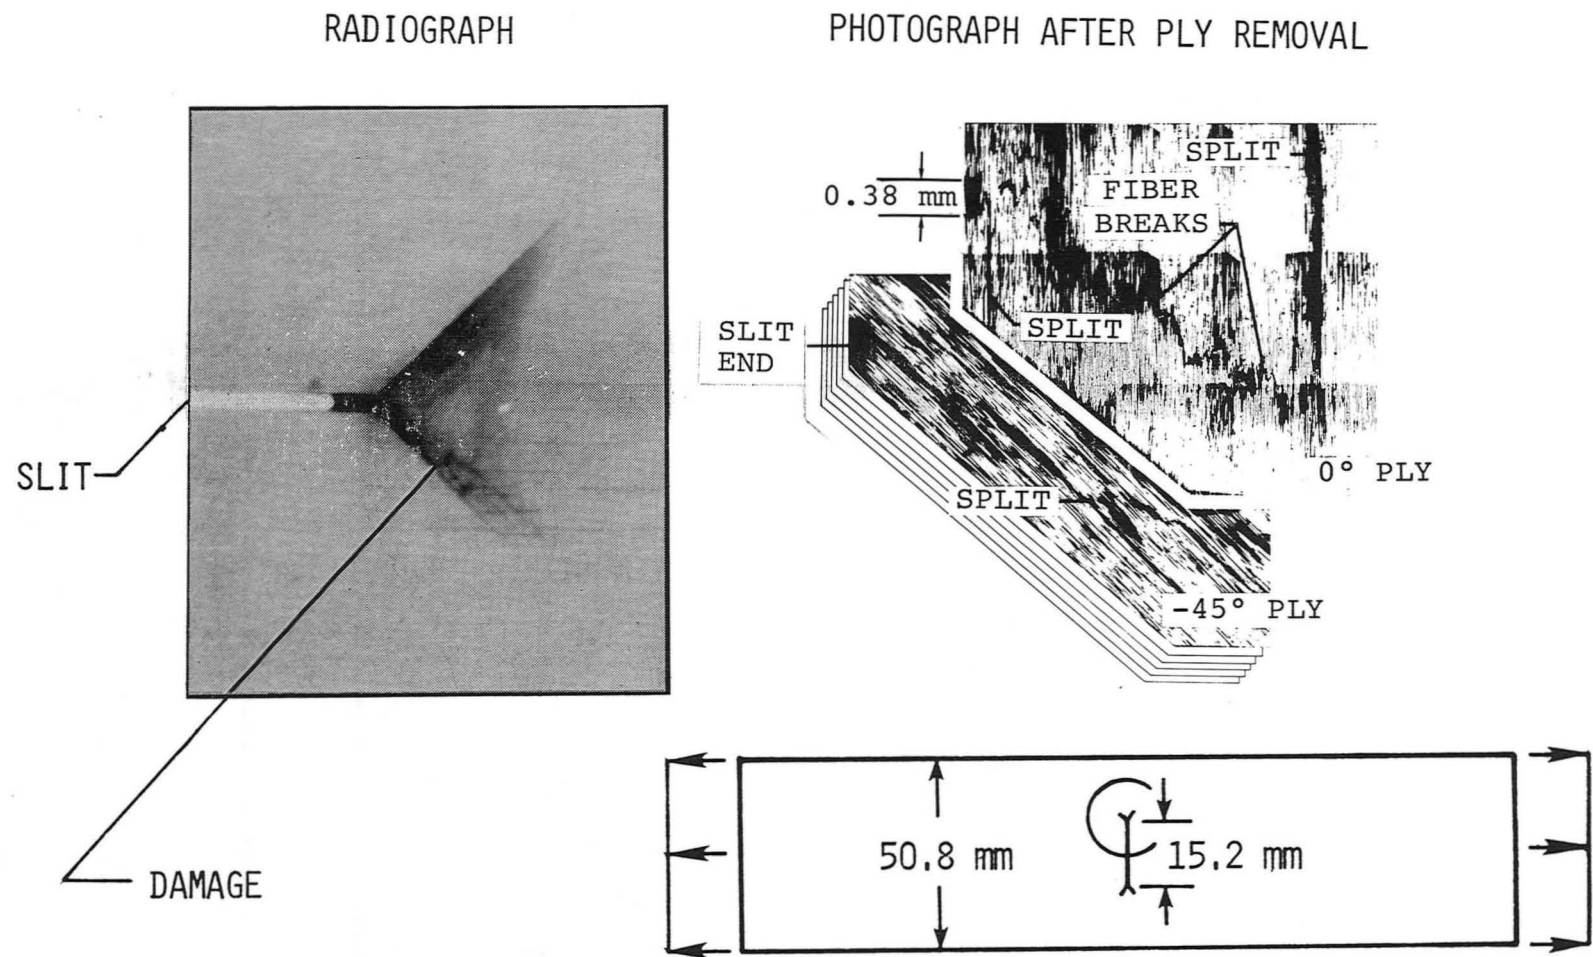 RADIOGRAPH
PHOTOGRAPH AFTER PLY REMOVAL
SPLIT
0.38 mm
FIBER
BREAKS
SLIT
END
SPLIT
SLIT
0° PLY
SPLIT
-45° PLY
50.8 mm
15.2 mm
DAMAGE